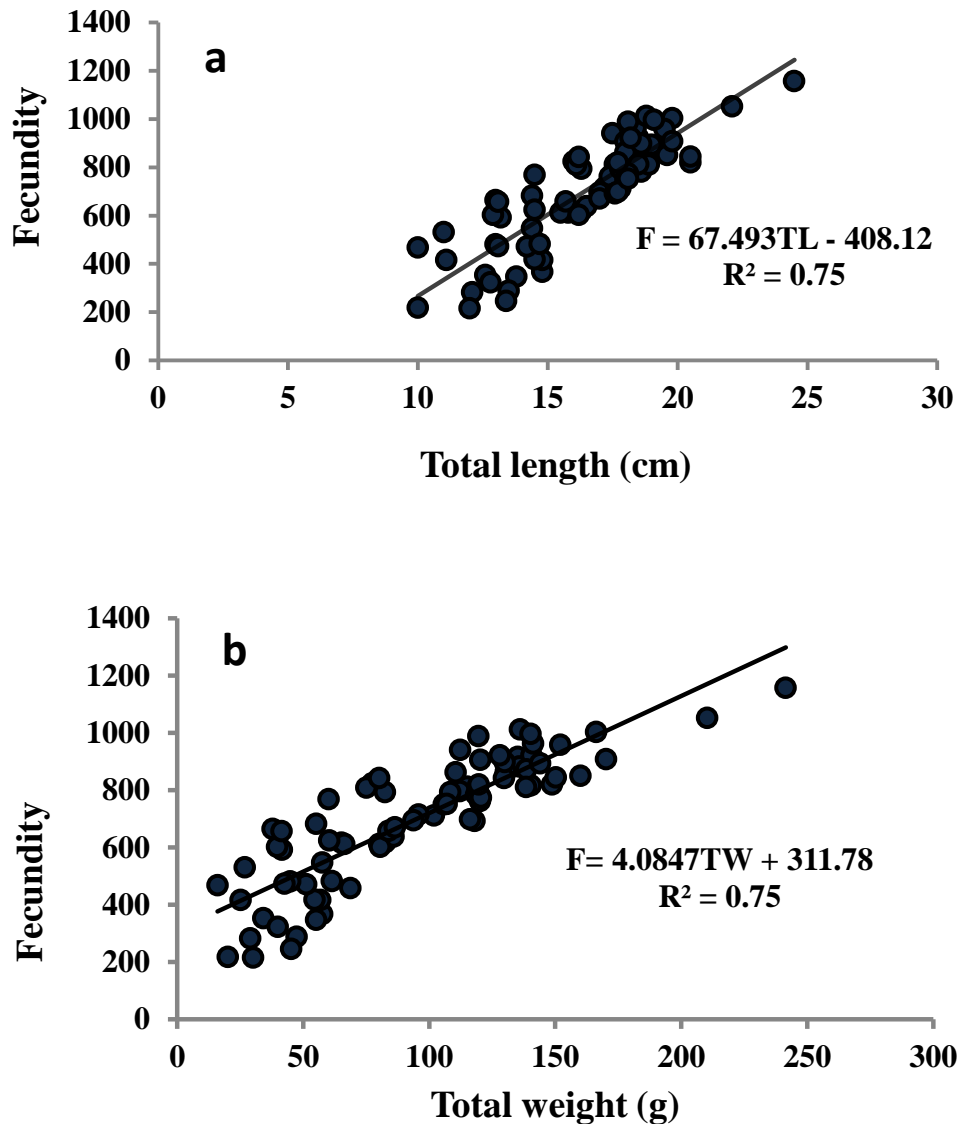 a
1400
1200
1000
800
600
400
200
0
Fecundity
F = 67.493TL - 408.12
R² = 0.75
0 5 10 15 20 25 30
Total length (cm)
b
1400
1200
1000
800
600
400
200
0
Fecundity
F= 4.0847TW + 311.78
R² = 0.75
0 50 100 150 200 250 300
Total weight (g)